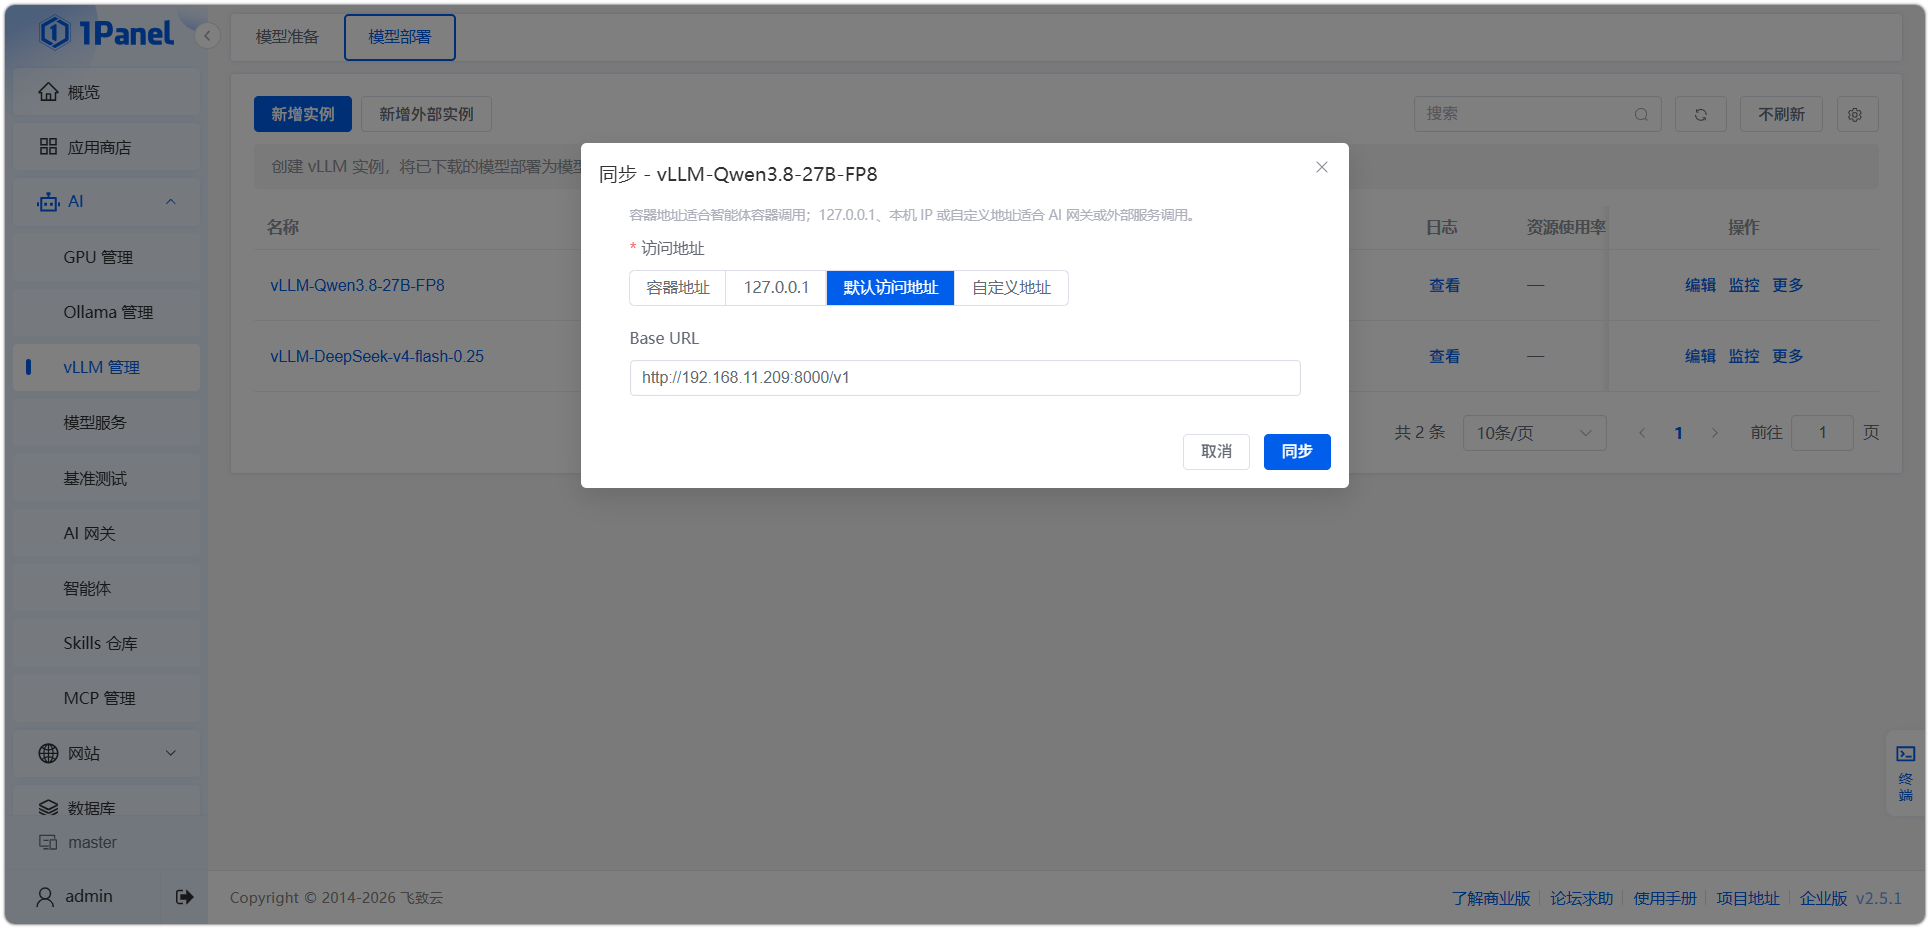 1Panel
模型准备
模型部署
概览
应用商店
AI
GPU 管理
Ollama 管理
vLLM 管理
模型服务
基准测试
AI 网关
智能体
Skills 仓库
MCP 管理
网站
数据库
master
admin
新增实例
新增外部实例
搜索
不刷新
创建 vLLM 实例，将已下载的模型部署为模型
名称
日志
资源使用率
操作
vLLM-Qwen3.8-27B-FP8
查看
—
编辑 监控 更多
vLLM-DeepSeek-v4-flash-0.25
查看
—
编辑 监控 更多
共 2 条
10条/页
1
前往
1
页
同步 - vLLM-Qwen3.8-27B-FP8
容器地址适合智能体容器调用；127.0.0.1、本机 IP 或自定义地址适合 AI 网关或外部服务调用。
* 访问地址
容器地址
127.0.0.1
默认访问地址
自定义地址
Base URL
http://192.168.11.209:8000/v1
取消
同步
终
端
Copyright © 2014-2026 飞致云
了解商业版
论坛求助
使用手册
项目地址
企业版 v2.5.1